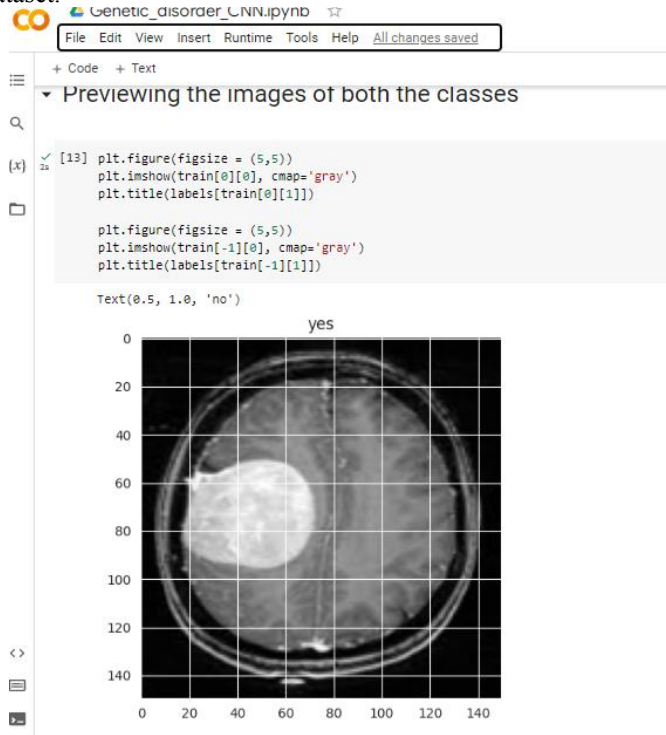 Genetic_disorder_CNN.ipynb
File Edit View Insert Runtime Tools Help All changes saved
+ Code + Text
Previewing the images of both the classes
{x}
2s [13] plt.figure(figsize = (5,5))
plt.imshow(train[0][0], cmap='gray')
plt.title(labels[train[0][1]])
plt.figure(figsize = (5,5))
plt.imshow(train[-1][0], cmap='gray')
plt.title(labels[train[-1][1]])
Text(0.5, 1.0, 'no')
yes
0
20
40
60
80
100
120
140
0 20 40 60 80 100 120 140